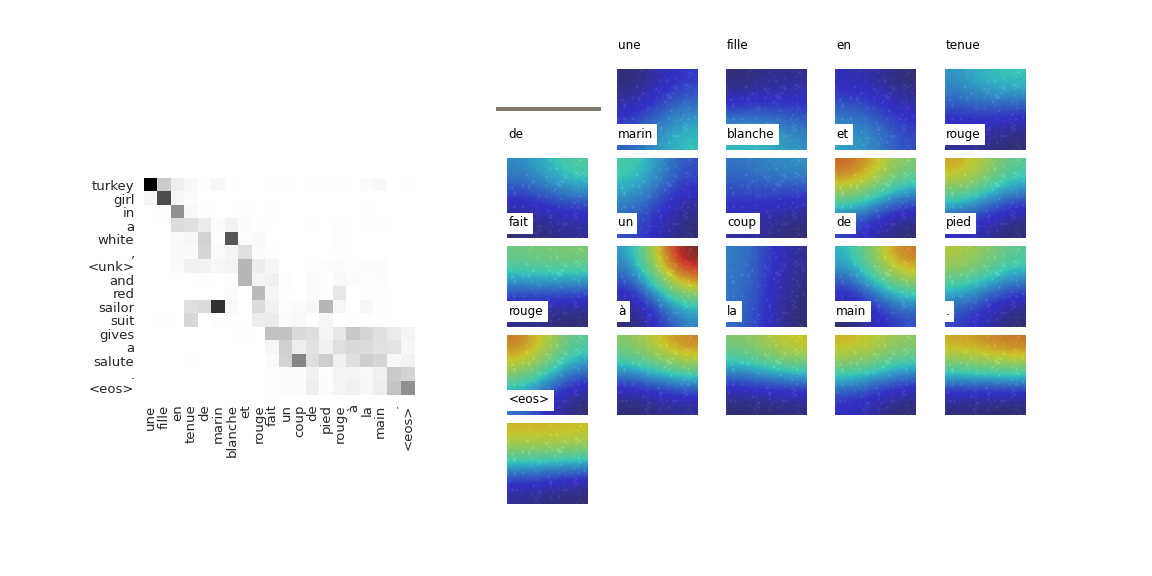 turkey
girl
in
a
white
,
<unk>
and
red
sailor
suit
gives
a
salute
.
<eos>
une fille en tenue de marin blanche et rouge fait un coup de pied rouge à la main . <eos>
une fille en tenue
de marin blanche et rouge
fait un coup de pied
rouge à la main .
<eos>